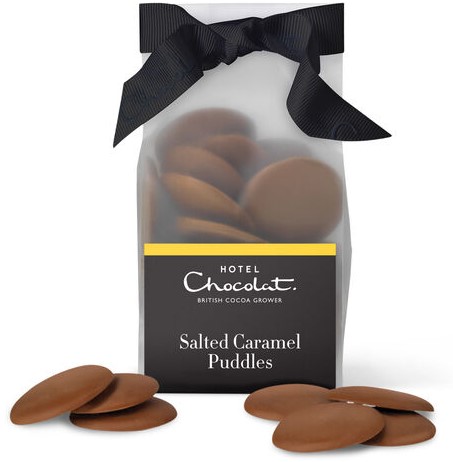 HOTEL
Chocolat.
BRITISH COCOA GROWER
Salted Caramel
Puddles